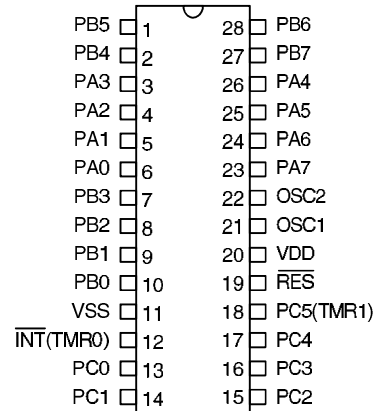 PB5 1 28 PB6
PB4 2 27 PB7
PA3 3 26 PA4
PA2 4 25 PA5
PA1 5 24 PA6
PA0 6 23 PA7
PB3 7 22 OSC2
PB2 8 21 OSC1
PB1 9 20 VDD
PB0 10 19 R̅E̅S̅
VSS 11 18 PC5(TMR1)
I̅N̅T̅(TMR0) 12 17 PC4
PC0 13 16 PC3
PC1 14 15 PC2